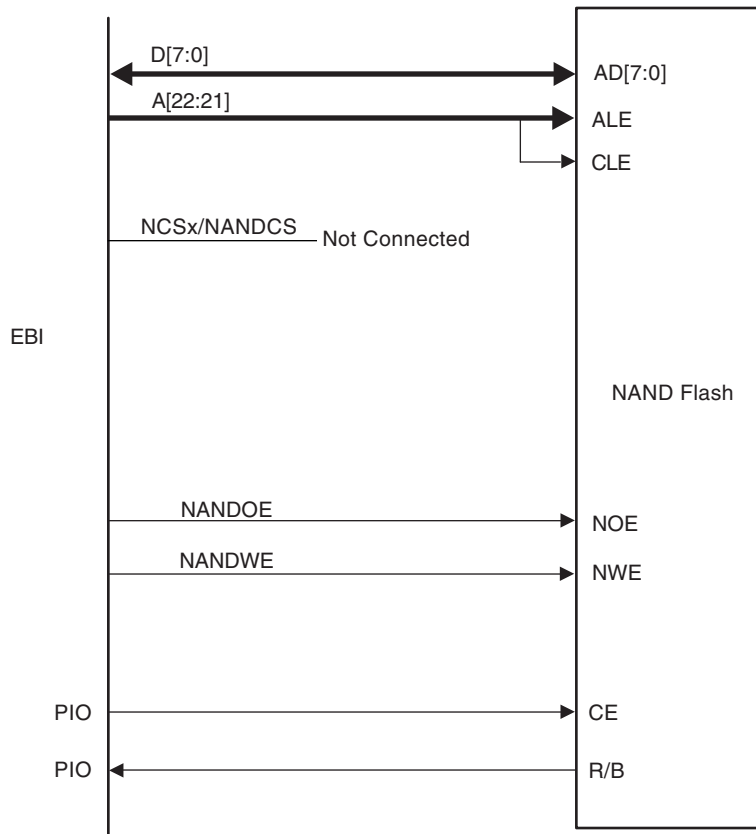 D[7:0]
AD[7:0]
A[22:21]
ALE
CLE
NCSx/NANDCS
Not Connected
EBI
NAND Flash
NANDOE
NOE
NANDWE
NWE
PIO
CE
PIO
R/B